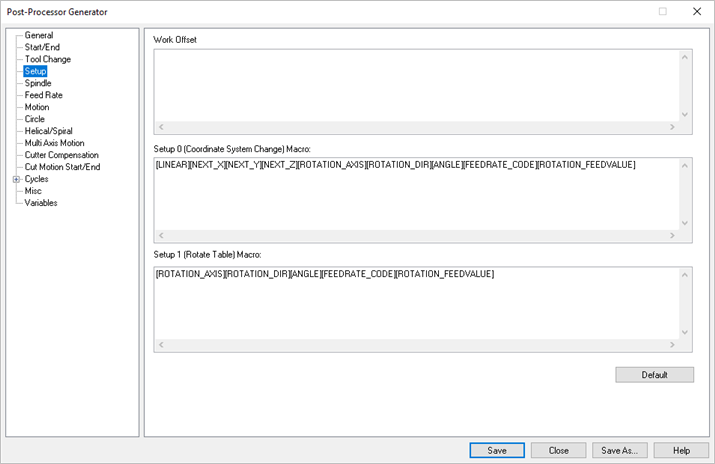 Post-Processor Generator
General
Start/End
Tool Change
Setup
Spindle
Feed Rate
Motion
Circle
Helical/Spiral
Multi Axis Motion
Cutter Compensation
Cut Motion Start/End
Cycles
Misc
Variables
Work Offset
Setup 0 (Coordinate System Change) Macro:
[LINEAR][NEXT_X][NEXT_Y][NEXT_Z][ROTATION_AXIS][ROTATION_DIR][ANGLE][FEEDRATE_CODE][ROTATION_FEEDVALUE]
Setup 1 (Rotate Table) Macro:
[ROTATION_AXIS][ROTATION_DIR][ANGLE][FEEDRATE_CODE][ROTATION_FEEDVALUE]
Default
Save
Close
Save As...
Help